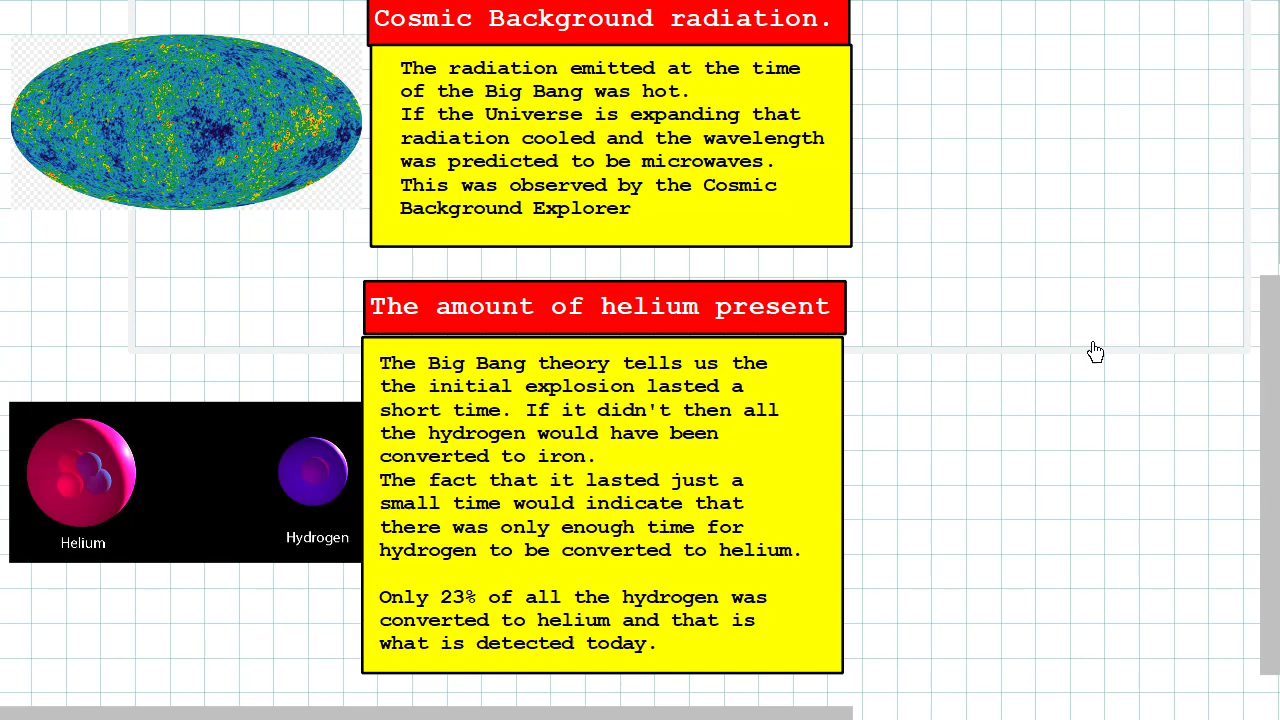 Cosmic Background radiation.
The radiation emitted at the time
of the Big Bang was hot.
If the Universe is expanding that
radiation cooled and the wavelength
was predicted to be microwaves.
This was observed by the Cosmic
Background Explorer
The amount of helium present
The Big Bang theory tells us the
the initial explosion lasted a
short time. If it didn't then all
the hydrogen would have been
converted to iron.
The fact that it lasted just a
small time would indicate that
there was only enough time for
hydrogen to be converted to helium.
Only 23% of all the hydrogen was
converted to helium and that is
what is detected today.
Helium
Hydrogen